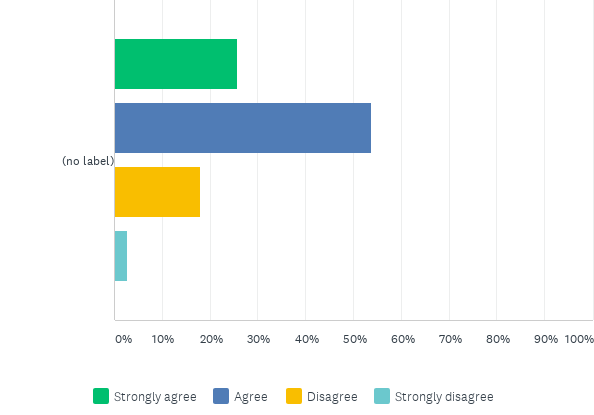 (no label)
0% 10% 20% 30% 40% 50% 60% 70% 80% 90% 100%
Strongly agree Agree Disagree Strongly disagree